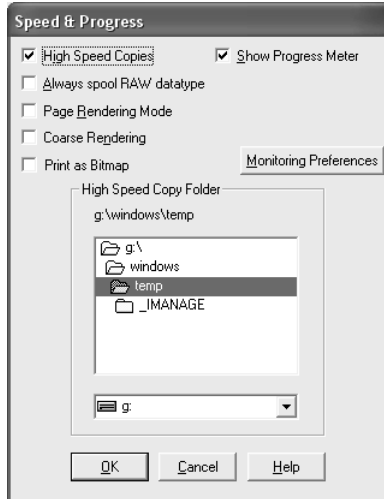 Speed & Progress
High Speed Copies Show Progress Meter
Always spool RAW datatype
Page Rendering Mode
Coarse Rendering
Print as Bitmap Monitoring Preferences
High Speed Copy Folder
g:\windows\temp
g:\
windows
temp
_IMANAGE
g:
OK Cancel Help